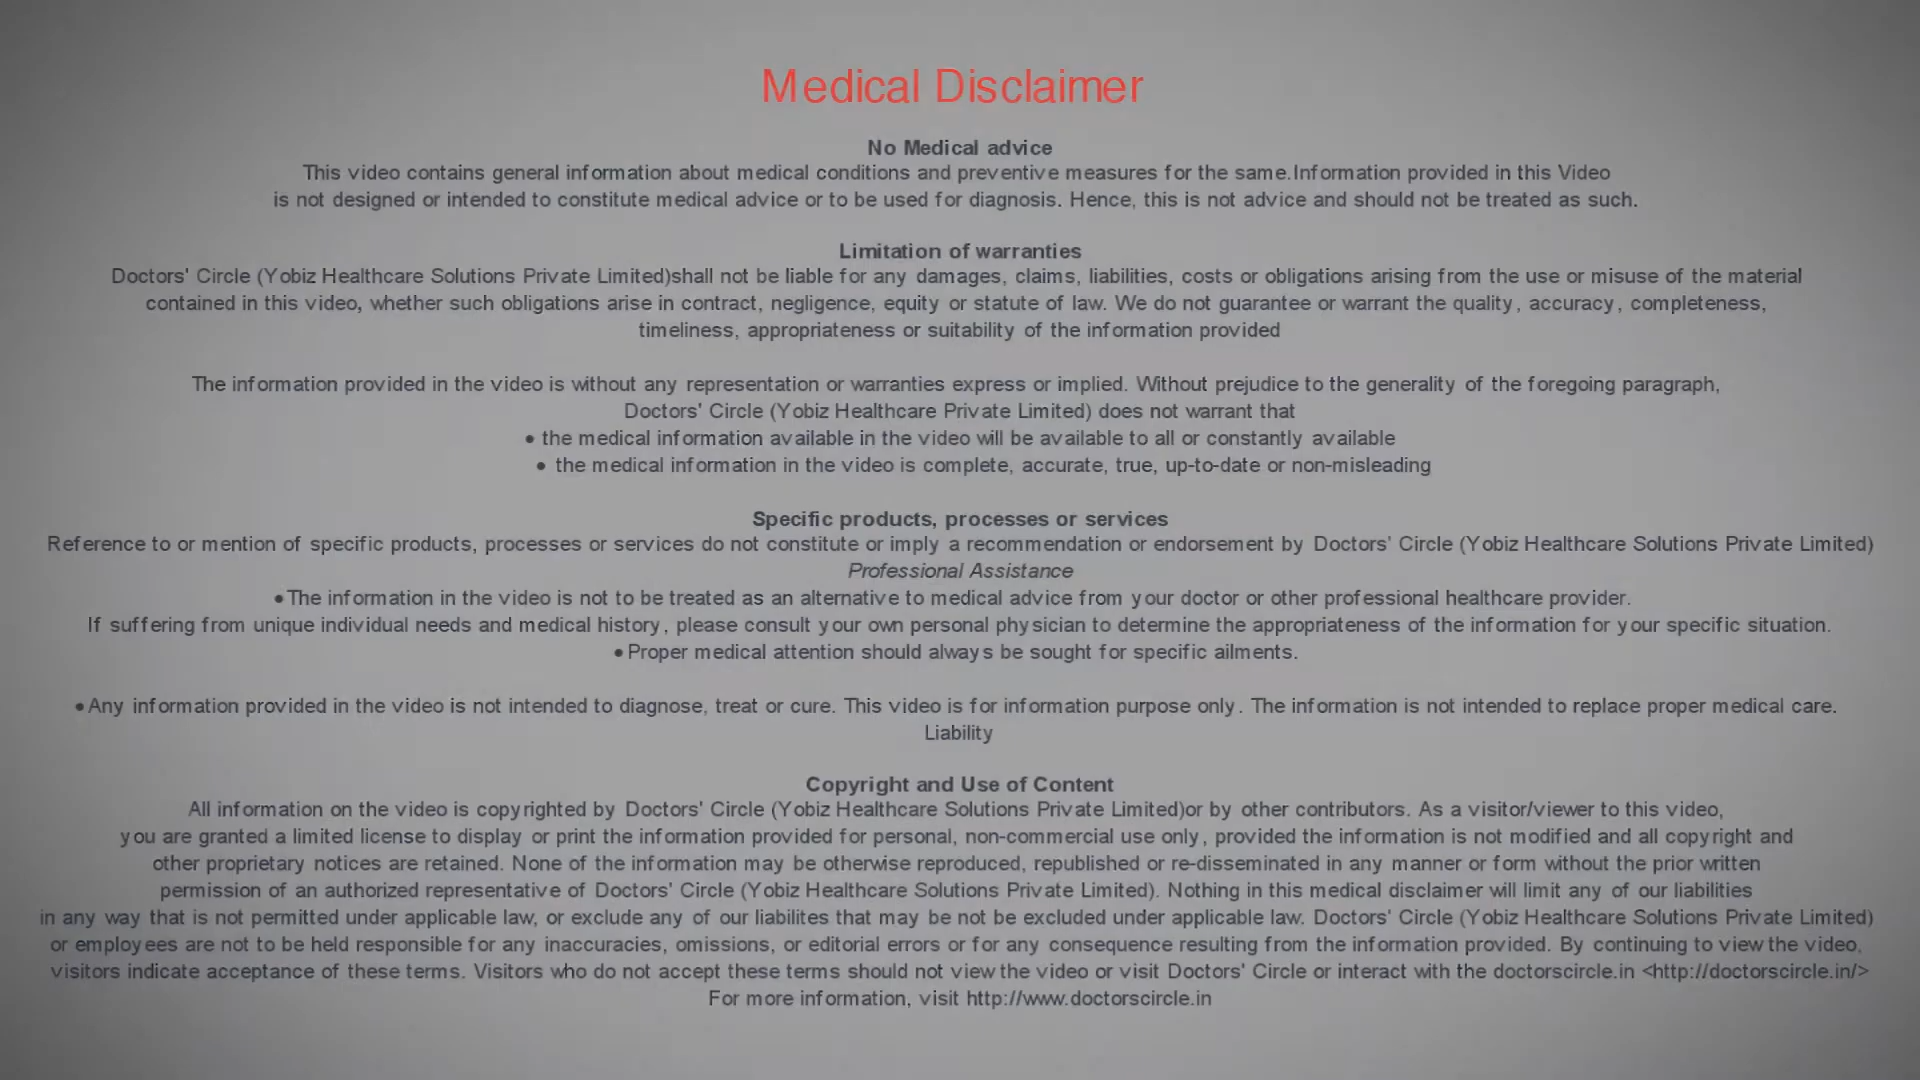 Medical Disclaimer
No Medical advice
This video contains general information about medical conditions and preventive measures for the same.Information provided in this Video
is not designed or intended to constitute medical advice or to be used for diagnosis. Hence, this is not advice and should not be treated as such.
Limitation of warranties
Doctors' Circle (Yobiz Healthcare Solutions Private Limited)shall not be liable for any damages, claims, liabilities, costs or obligations arising from the use or misuse of the material
contained in this video, whether such obligations arise in contract, negligence, equity or statute of law. We do not guarantee or warrant the quality, accuracy, completeness,
timeliness, appropriateness or suitability of the information provided
The information provided in the video is without any representation or warranties express or implied. Without prejudice to the generality of the foregoing paragraph,
Doctors' Circle (Yobiz Healthcare Private Limited) does not warrant that
• the medical information available in the video will be available to all or constantly available
• the medical information in the video is complete, accurate, true, up-to-date or non-misleading
Specific products, processes or services
Reference to or mention of specific products, processes or services do not constitute or imply a recommendation or endorsement by Doctors' Circle (Yobiz Healthcare Solutions Private Limited)
Professional Assistance
•The information in the video is not to be treated as an alternative to medical advice from your doctor or other professional healthcare provider.
If suffering from unique individual needs and medical history, please consult your own personal physician to determine the appropriateness of the information for your specific situation.
•Proper medical attention should always be sought for specific ailments.
•Any information provided in the video is not intended to diagnose, treat or cure. This video is for information purpose only. The information is not intended to replace proper medical care.
Liability
Copyright and Use of Content
All information on the video is copyrighted by Doctors' Circle (Yobiz Healthcare Solutions Private Limited)or by other contributors. As a visitor/viewer to this video,
you are granted a limited license to display or print the information provided for personal, non-commercial use only, provided the information is not modified and all copyright and
other proprietary notices are retained. None of the information may be otherwise reproduced, republished or re-disseminated in any manner or form without the prior written
permission of an authorized representative of Doctors' Circle (Yobiz Healthcare Solutions Private Limited). Nothing in this medical disclaimer will limit any of our liabilities
in any way that is not permitted under applicable law, or exclude any of our liabilites that may be not be excluded under applicable law. Doctors' Circle (Yobiz Healthcare Solutions Private Limited)
or employees are not to be held responsible for any inaccuracies, omissions, or editorial errors or for any consequence resulting from the information provided. By continuing to view the video,
visitors indicate acceptance of these terms. Visitors who do not accept these terms should not view the video or visit Doctors' Circle or interact with the doctorscircle.in <http://doctorscircle.in/>
For more information, visit http://www.doctorscircle.in